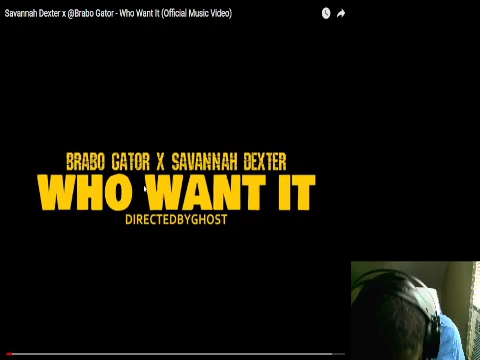 Savannah Dexter x @Brabo Gator - Who Want It (Official Music Video)
BRABO GATOR X SAVANNAH DEXTER
WHO WANT IT
DIRECTEDBYGHOST